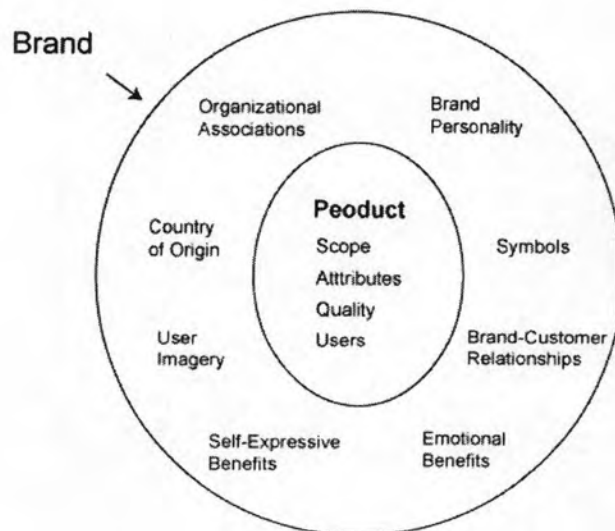 Brand
Organizational
Associations
Brand
Personality
Country
of Origin
Peoduct
Scope
Atttributes
Quality
Users
Symbols
User
Imagery
Brand-Customer
Relationships
Self-Expressive
Benefits
Emotional
Benefits